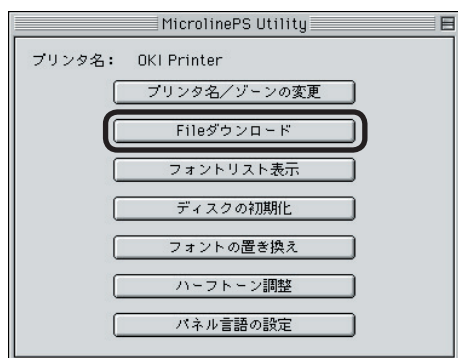 MicrolinePS Utility
プリンタ名： OKI Printer
プリンタ名／ゾーンの変更
Fileダウンロード
フォントリスト表示
ディスクの初期化
フォントの置き換え
ハーフトーン調整
パネル言語の設定